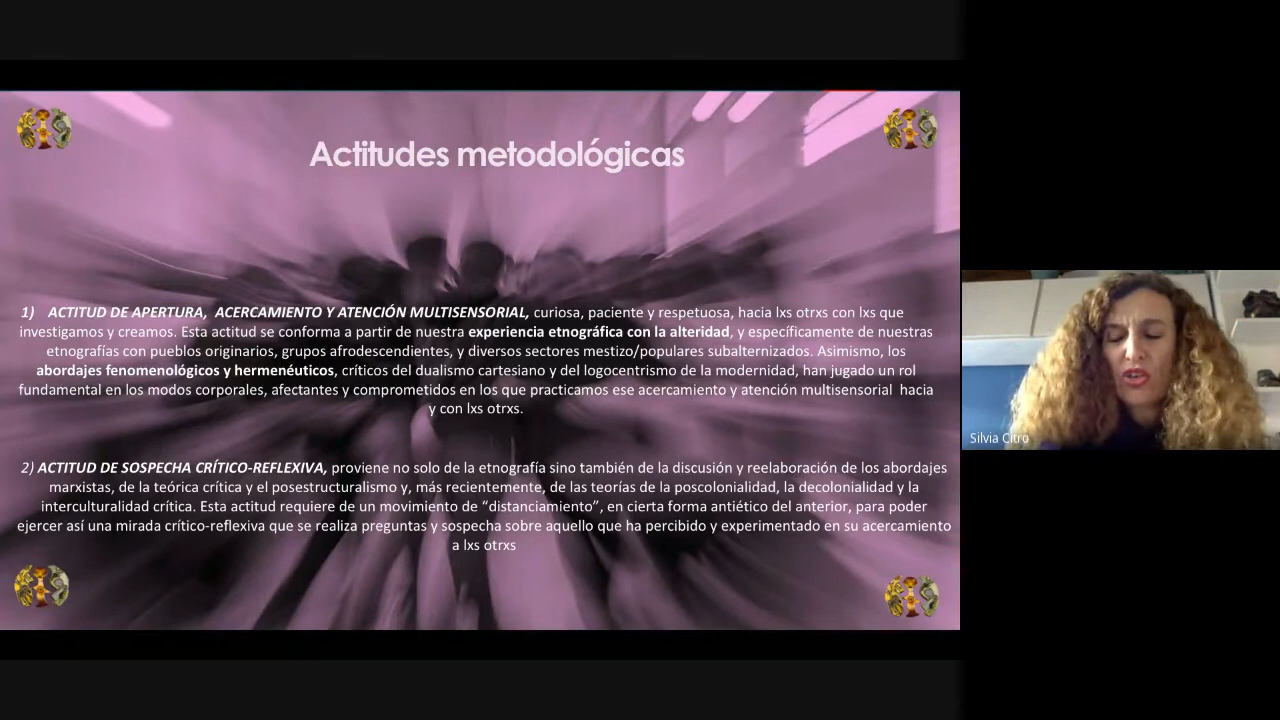 Actitudes metodológicas
1) ACTITUD DE APERTURA, ACERCAMIENTO Y ATENCIÓN MULTISENSORIAL, curiosa, paciente y respetuosa, hacia lxs otrxs con lxs que
investigamos y creamos. Esta actitud se conforma a partir de nuestra experiencia etnográfica con la alteridad, y específicamente de nuestras
etnografías con pueblos originarios, grupos afrodescendientes, y diversos sectores mestizo/populares subalternizados. Asimismo, los
abordajes fenomenológicos y hermenéuticos, críticos del dualismo cartesiano y del logocentrismo de la modernidad, han jugado un rol
fundamental en los modos corporales, afectantes y comprometidos en los que practicamos ese acercamiento y atención multisensorial hacia
y con lxs otrxs.
2) ACTITUD DE SOSPECHA CRÍTICO-REFLEXIVA, proviene no solo de la etnografía sino también de la discusión y reelaboración de los abordajes
marxistas, de la teórica crítica y el posestructuralismo y, más recientemente, de las teorías de la poscolonialidad, la decolonialidad y la
interculturalidad crítica. Esta actitud requiere de un movimiento de “distanciamiento”, en cierta forma antiético del anterior, para poder
ejercer así una mirada crítico-reflexiva que se realiza preguntas y sospecha sobre aquello que ha percibido y experimentado en su acercamiento
a lxs otrxs
Silvia Citro